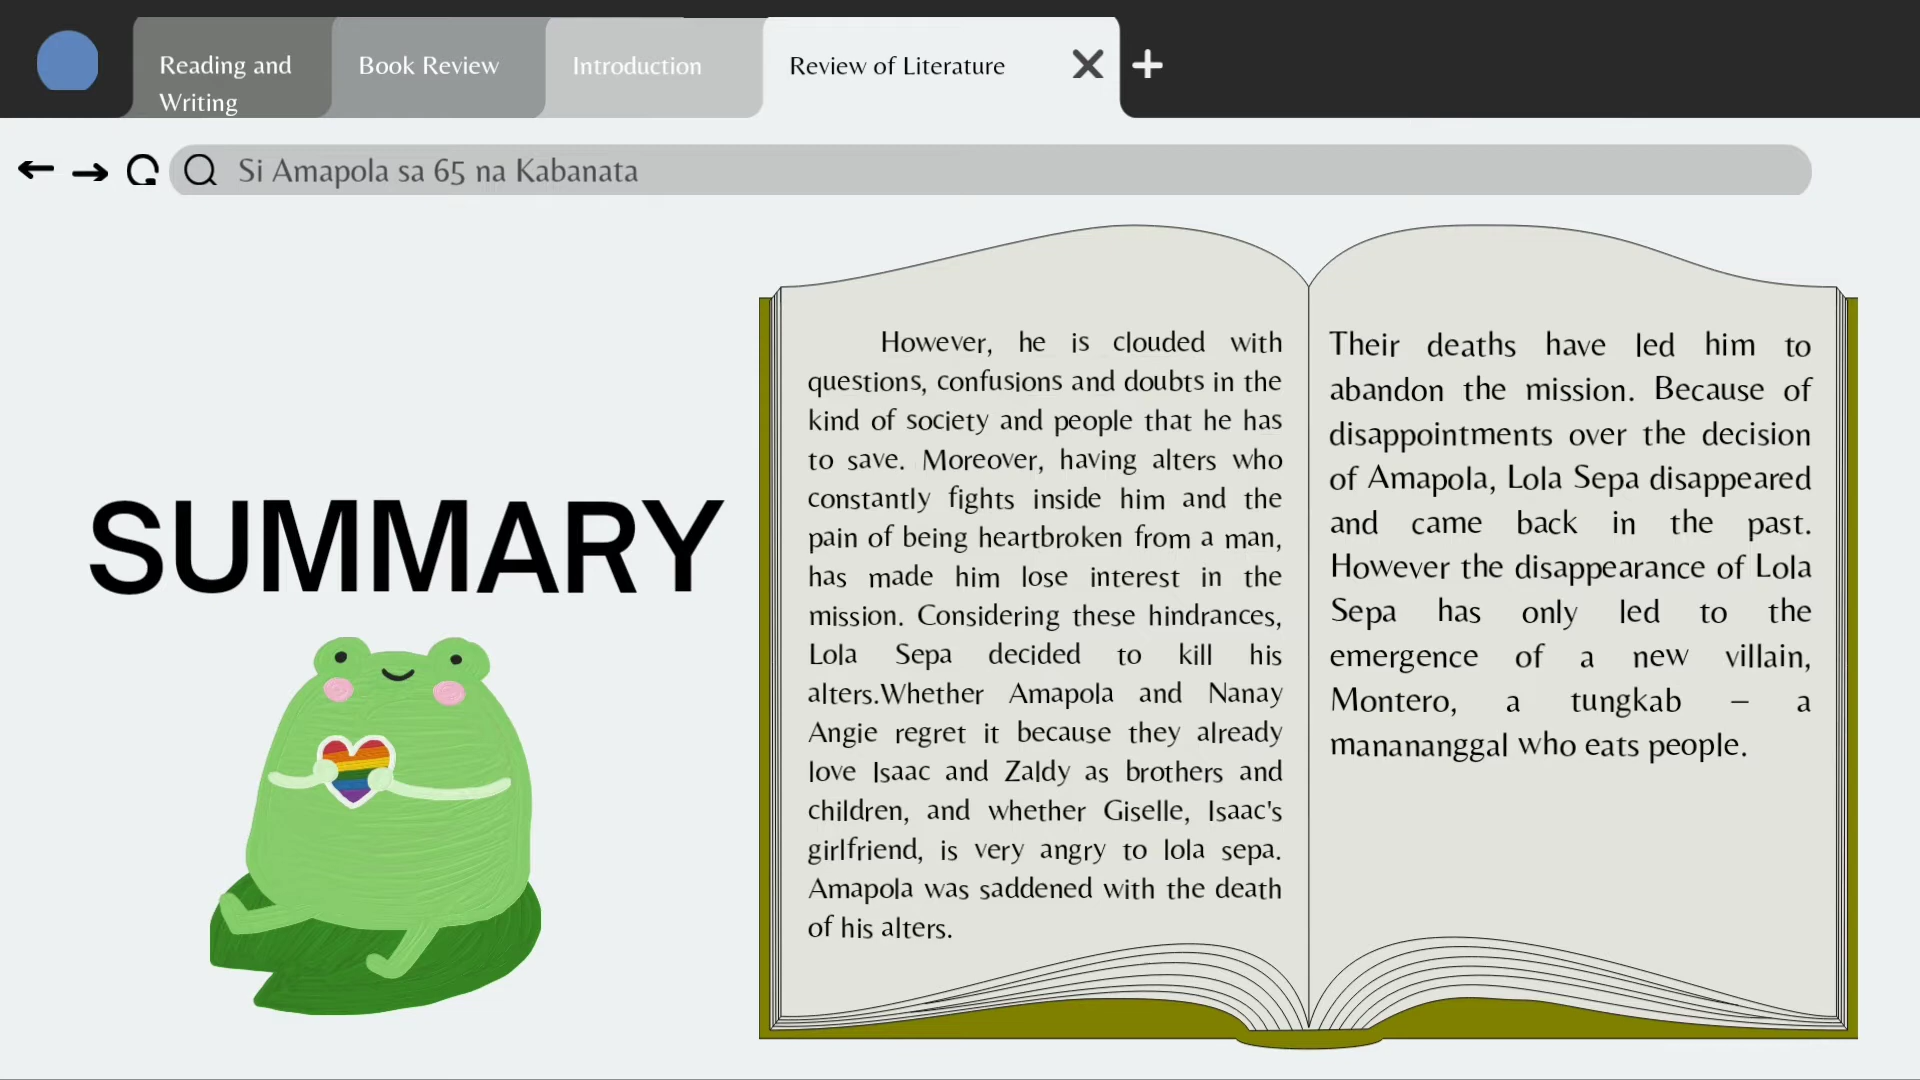 Reading and
Writing
Book Review
Introduction
Review of Literature
Si Amapola sa 65 na Kabanata
SUMMARY
However, he is clouded with
questions, confusions and doubts in the
kind of society and people that he has
to save. Moreover, having alters who
constantly fights inside him and the
pain of being heartbroken from a man,
has made him lose interest in the
mission. Considering these hindrances,
Lola Sepa decided to kill his
alters.Whether Amapola and Nanay
Angie regret it because they already
love Isaac and Zaldy as brothers and
children, and whether Giselle, Isaac's
girlfriend, is very angry to lola sepa.
Amapola was saddened with the death
of his alters.
Their deaths have led him to
abandon the mission. Because of
disappointments over the decision
of Amapola, Lola Sepa disappeared
and came back in the past.
However the disappearance of Lola
Sepa has only led to the
emergence of a new villain,
Montero, a tungkab – a
manananggal who eats people.